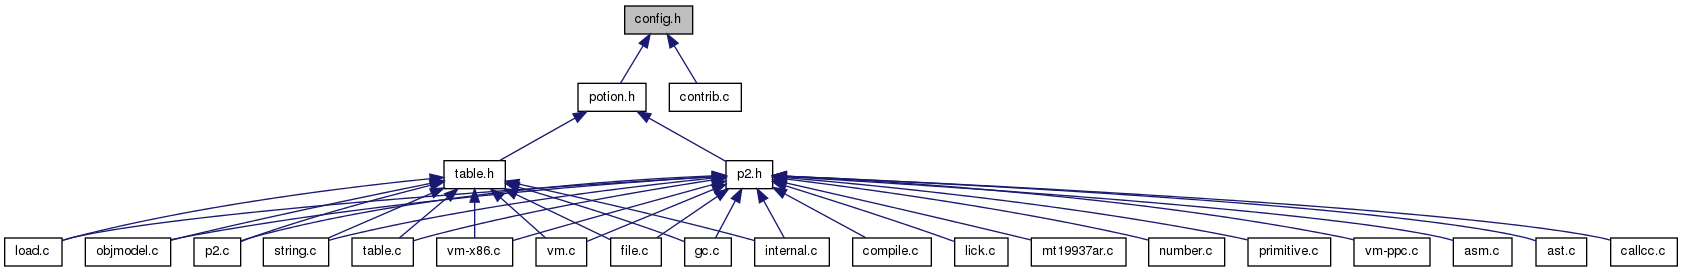 config.h
potion.h
contrib.c
table.h
p2.h
load.c
objmodel.c
p2.c
string.c
table.c
vm-x86.c
vm.c
file.c
gc.c
internal.c
compile.c
lick.c
mt19937ar.c
number.c
primitive.c
vm-ppc.c
asm.c
ast.c
callcc.c